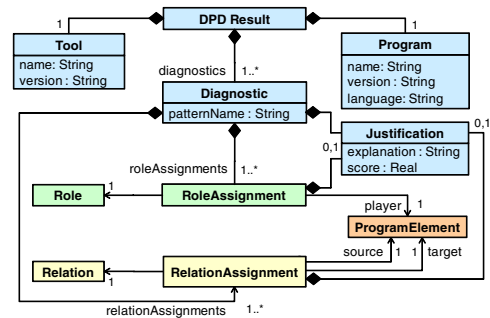 DPD Result
1
1
Tool
name: String
version : String
Program
name: String
version : String
language: String
diagnostics
1..*
Diagnostic
patternName : String
0,1
Justification
explanation : String
score : Real
0,1
roleAssignments
1..*
Role
1
RoleAssignment
player
1
ProgramElement
source
1
1
target
Relation
1
RelationAssignment
relationAssignments
1..*